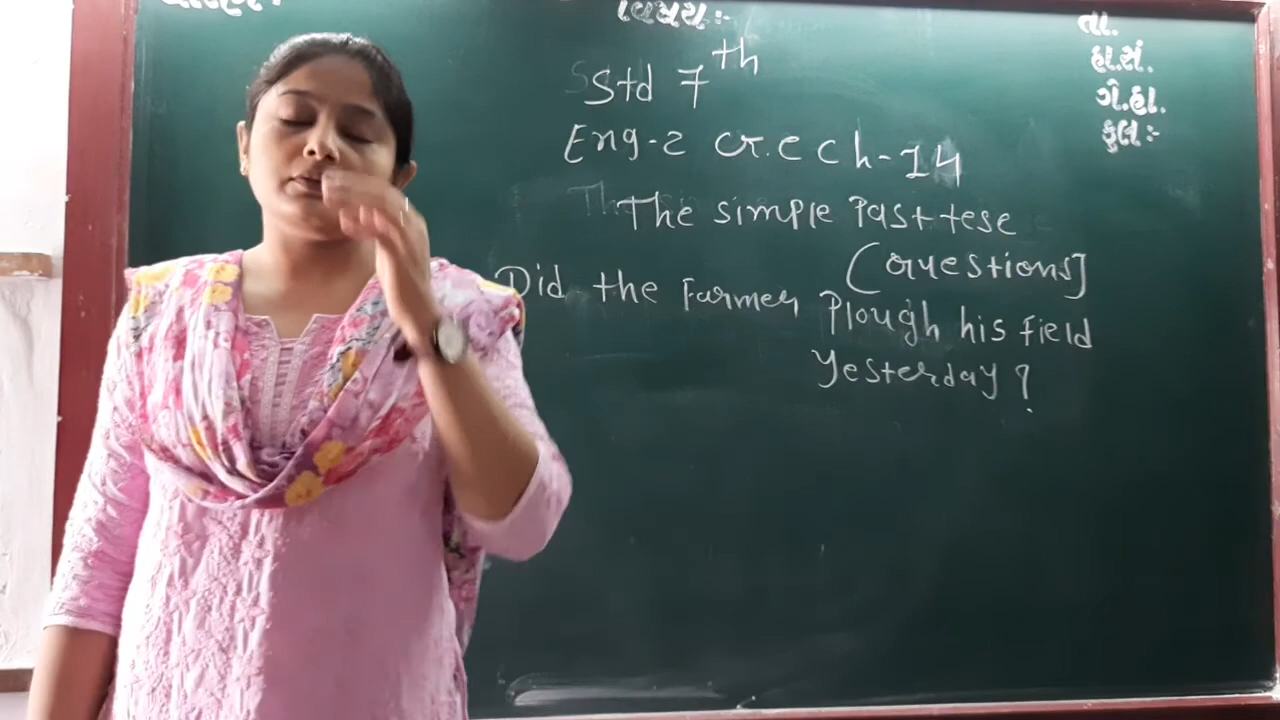 વિષય:-
તા.
હા.સં.
ગે.હા.
કુલ:-
Std 7th
Eng-2 Gr.C Ch-14
The simple Past tese
(Questions]
Did the Farmer Plough his field
Yesterday?